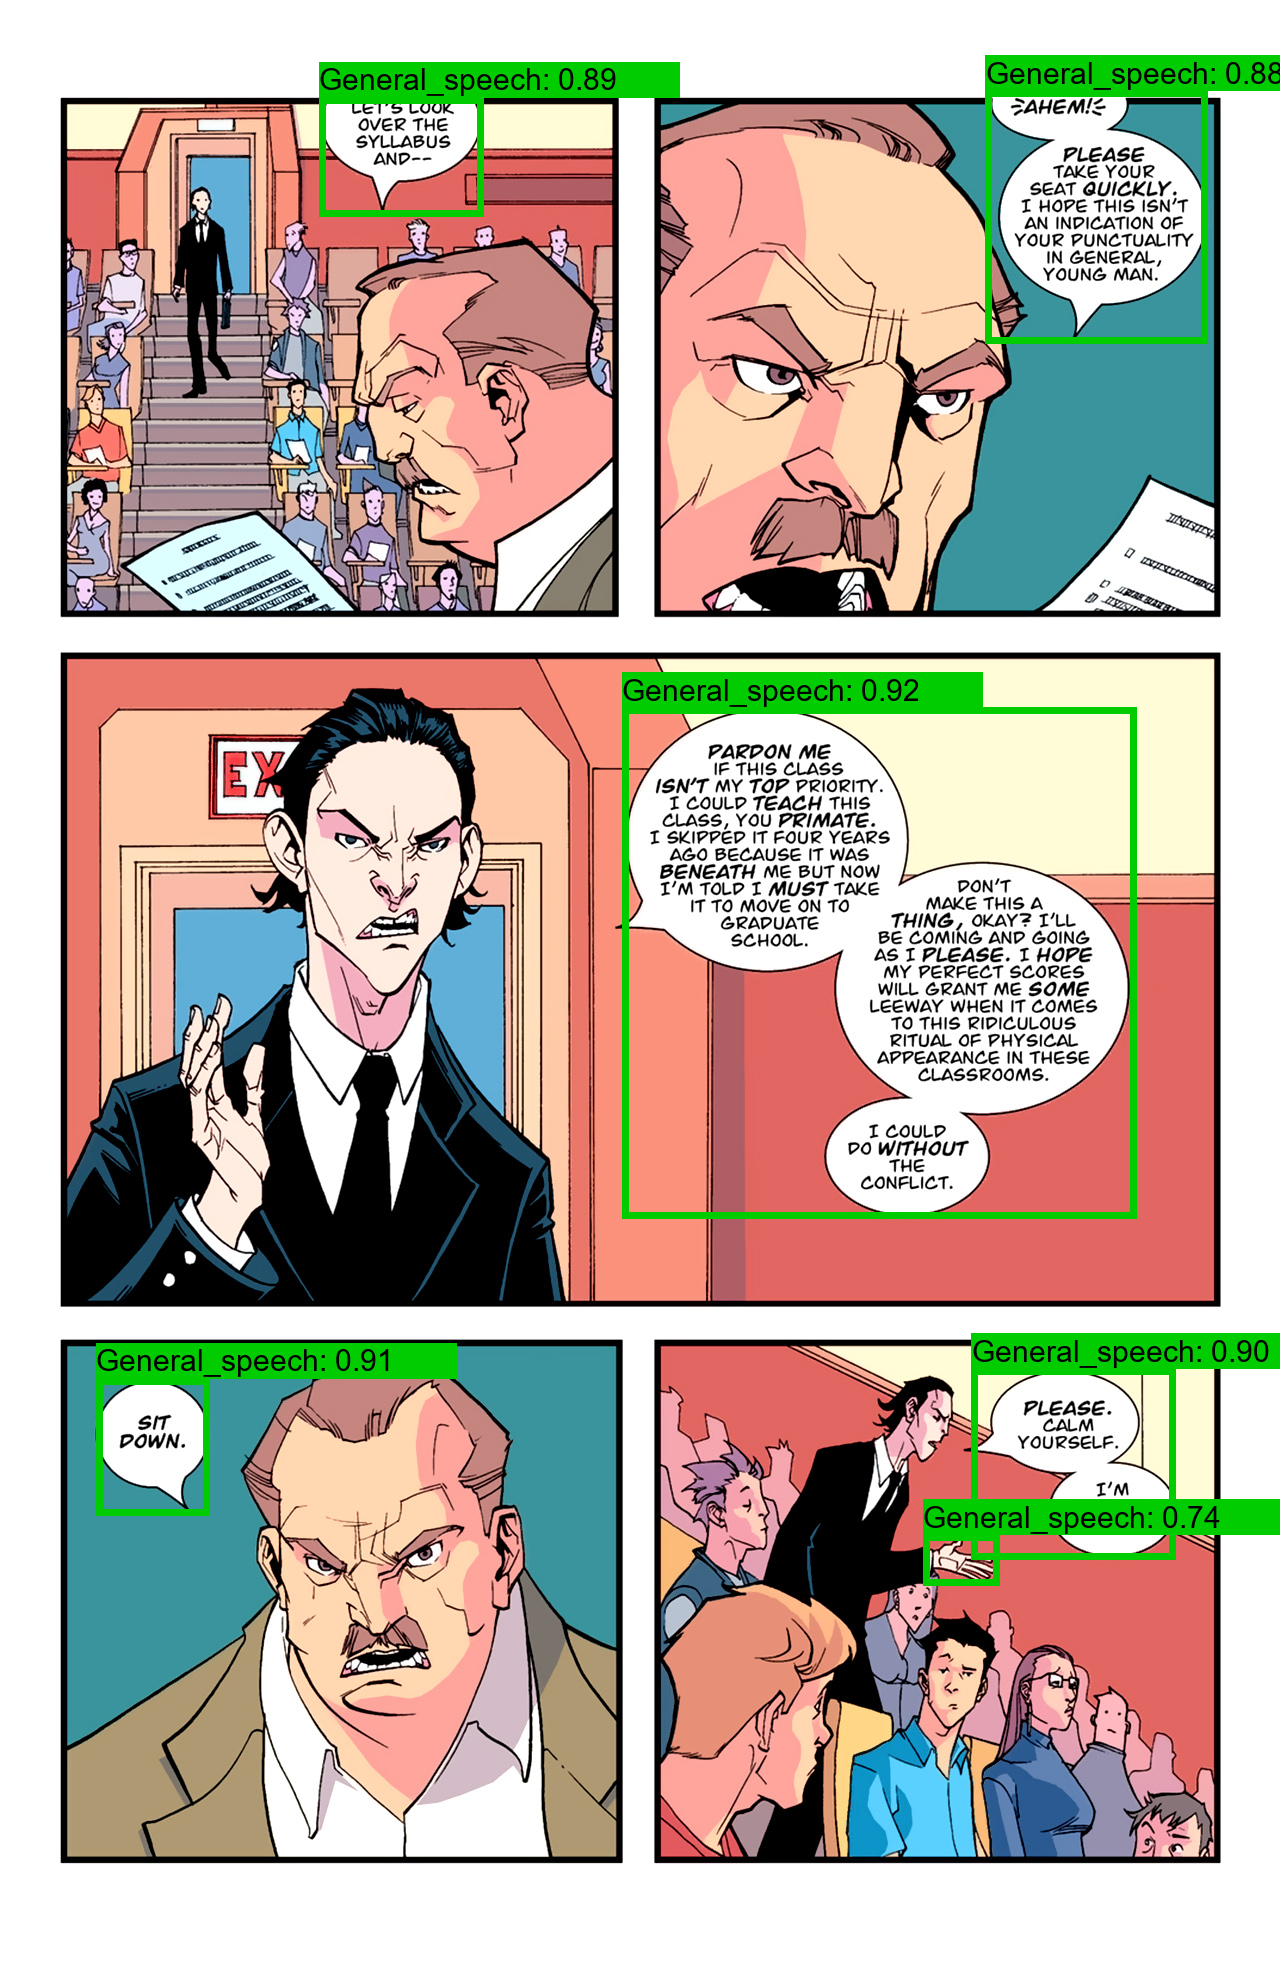 General_speech: 0.89
LET'S LOOK
OVER THE
SYLLABUS
AND--
General_speech: 0.88
AHEM!
PLEASE
TAKE YOUR
SEAT QUICKLY.
I HOPE THIS ISN'T
AN INDICATION OF
YOUR PUNCTUALITY
IN GENERAL,
YOUNG MAN.
EX
General_speech: 0.92
PARDON ME
IF THIS CLASS
ISN'T MY TOP PRIORITY.
I COULD TEACH THIS
CLASS, YOU PRIMATE.
I SKIPPED IT FOUR YEARS
AGO BECAUSE IT WAS
BENEATH ME BUT NOW
I'M TOLD I MUST TAKE
IT TO MOVE ON TO
GRADUATE
SCHOOL.
DON'T
MAKE THIS A
THING, OKAY? I'LL
BE COMING AND GOING
AS I PLEASE. I HOPE
MY PERFECT SCORES
WILL GRANT ME SOME
LEEWAY WHEN IT COMES
TO THIS RIDICULOUS
RITUAL OF PHYSICAL
APPEARANCE IN THESE
CLASSROOMS.
I COULD
DO WITHOUT
THE
CONFLICT.
General_speech: 0.91
SIT
DOWN.
General_speech: 0.90
PLEASE.
CALM
YOURSELF.
I'M
General_speech: 0.74